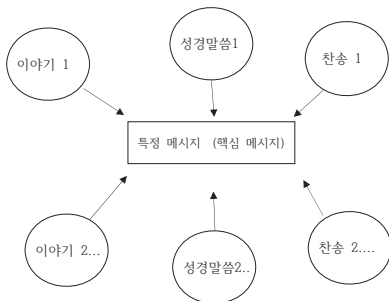 이야기 1
성경말씀1
찬송 1
특정 메시지 (핵심 메시지)
이야기 2...
성경말씀2..
찬송 2....